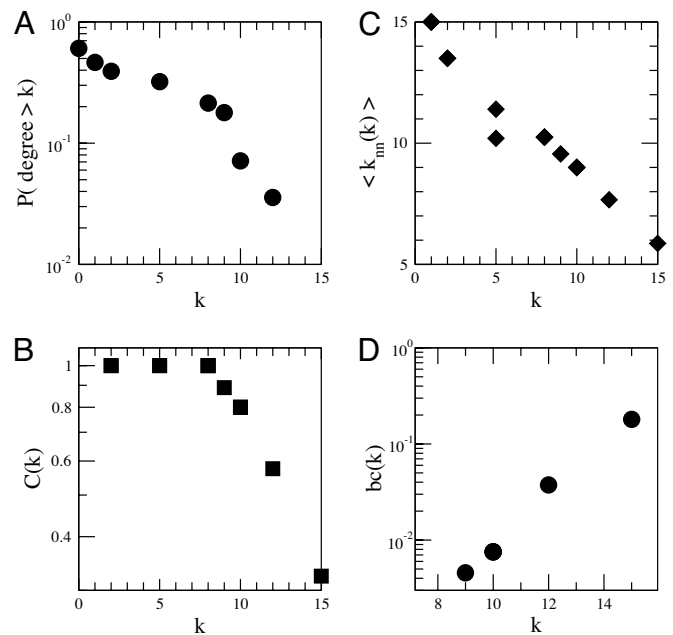 A
10^0
10^-1
10^-2
P( degree > k)
0 5 10 15
k
C
15
10
5
< k_nn(k) >
0 5 10 15
k
B
1
0.8
0.6
0.4
C(k)
0 5 10 15
k
D
10^0
10^-1
10^-2
bc(k)
8 10 12 14
k